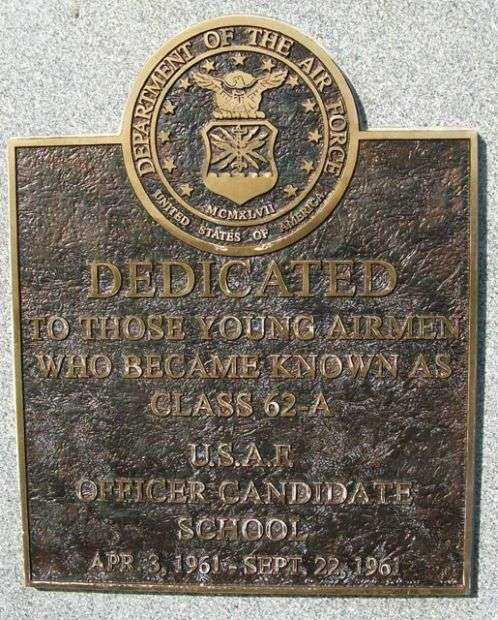 DEPARTMENT OF THE AIR FORCE
MCMXLVII
UNITED STATES OF AMERICA
DEDICATED
TO THOSE YOUNG AIRMEN
WHO BECAME KNOWN AS
CLASS 62-A
U.S.A.F.
OFFICER CANDIDATE
SCHOOL
APR. 3, 1961 - SEPT. 22, 1961